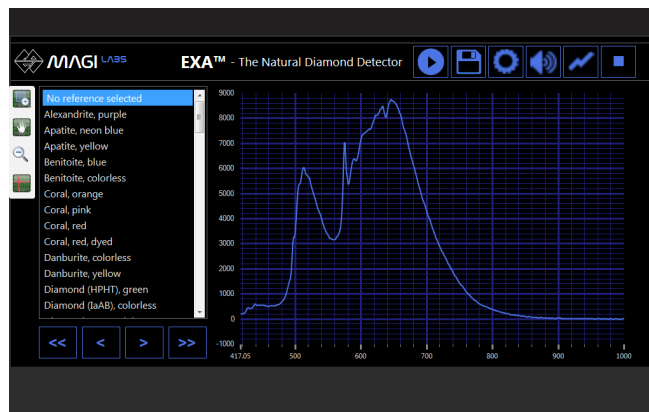 MAGI LABS
EXA™ - The Natural Diamond Detector
No reference selected
Alexandrite, purple
Apatite, neon blue
Apatite, yellow
Benitoite, blue
Benitoite, colorless
Coral, orange
Coral, pink
Coral, red
Coral, red, dyed
Danburite, colorless
Danburite, yellow
Diamond (HPHT), green
Diamond (IaAB), colorless
<< < > >>
9000
8000
7000
6000
5000
4000
3000
2000
1000
0
-1000
417.05 500 600 700 800 900 1000